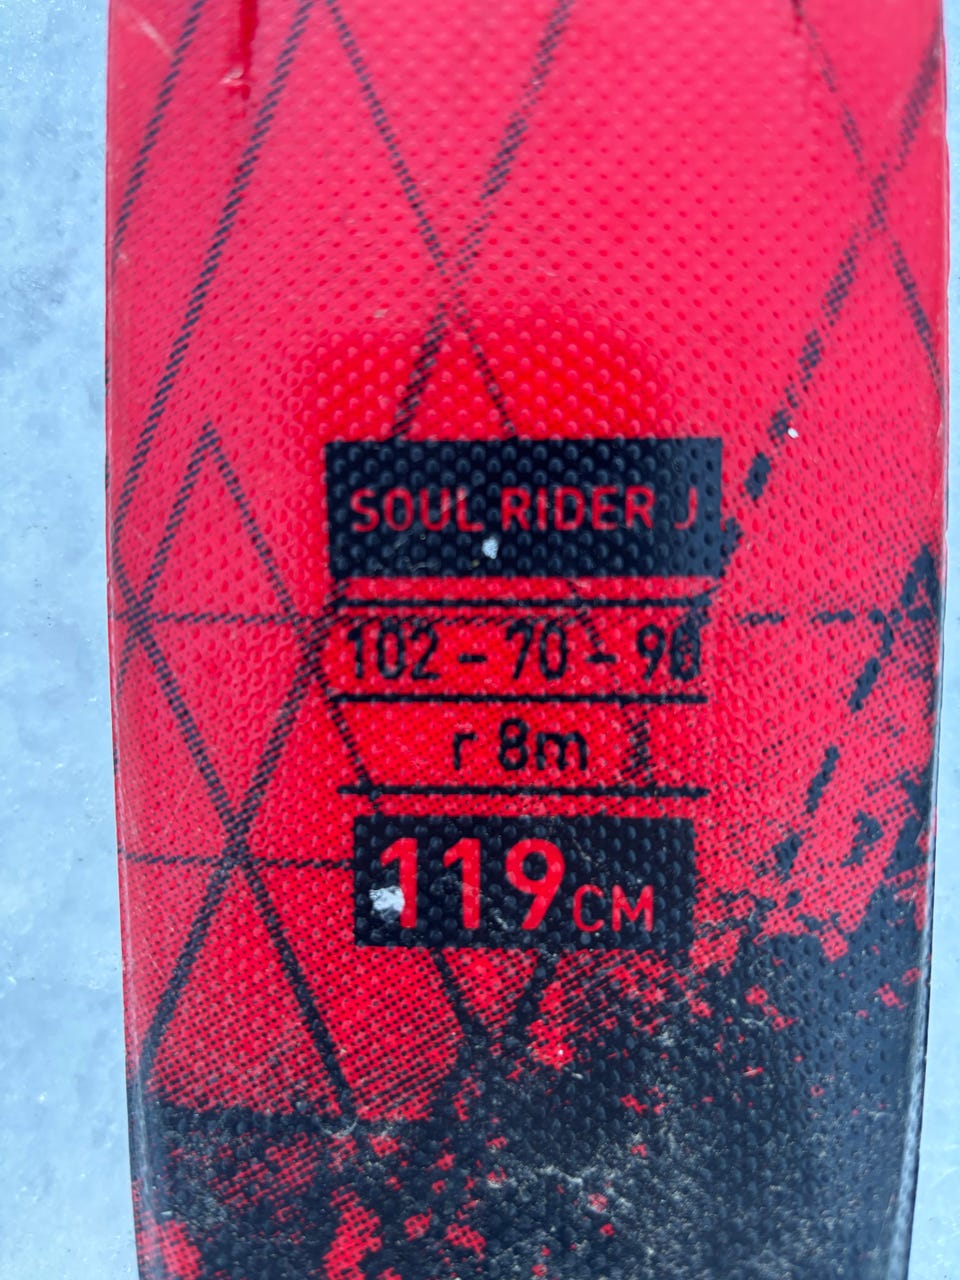 SOUL RIDER J
102 - 70 - 90
r 8m
119 CM